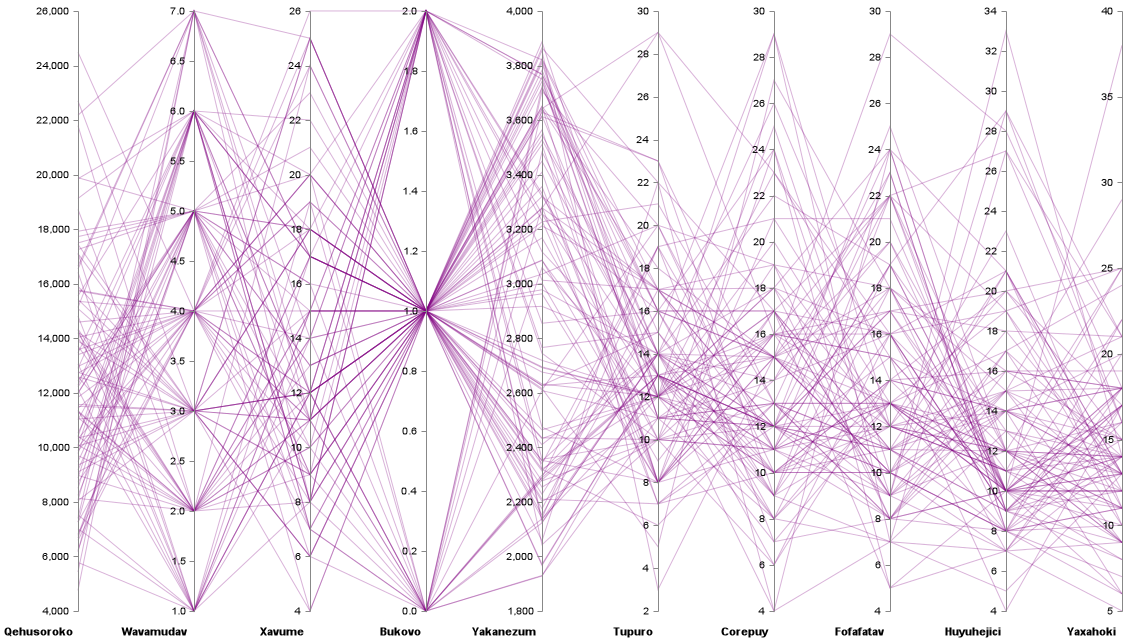 26,000 24,000 22,000 20,000 18,000 16,000 14,000 12,000 10,000 8,000 6,000 4,000
7.0 6.5 6.0 5.5 5.0 4.5 4.0 3.5 3.0 2.5 2.0 1.5 1.0
26 24 22 20 18 16 14 12 10 8 6 4
2.0 1.8 1.6 1.4 1.2 1.0 0.8 0.6 0.4 0.2 0.0
4,000 3,800 3,600 3,400 3,200 3,000 2,800 2,600 2,400 2,200 2,000 1,800
30 28 26 24 22 20 18 16 14 12 10 8 6 4 2
30 28 26 24 22 20 18 16 14 12 10 8 6 4
30 28 26 24 22 20 18 16 14 12 10 8 6 4
34 32 30 28 26 24 22 20 18 16 14 12 10 8 6 4
40 35 30 25 20 15 10 5
Qehusoroko Wavamudav Xavume Bukovo Yakanezum Tupuro Corepuy Fofafatav Huyuhejici Yaxahoki